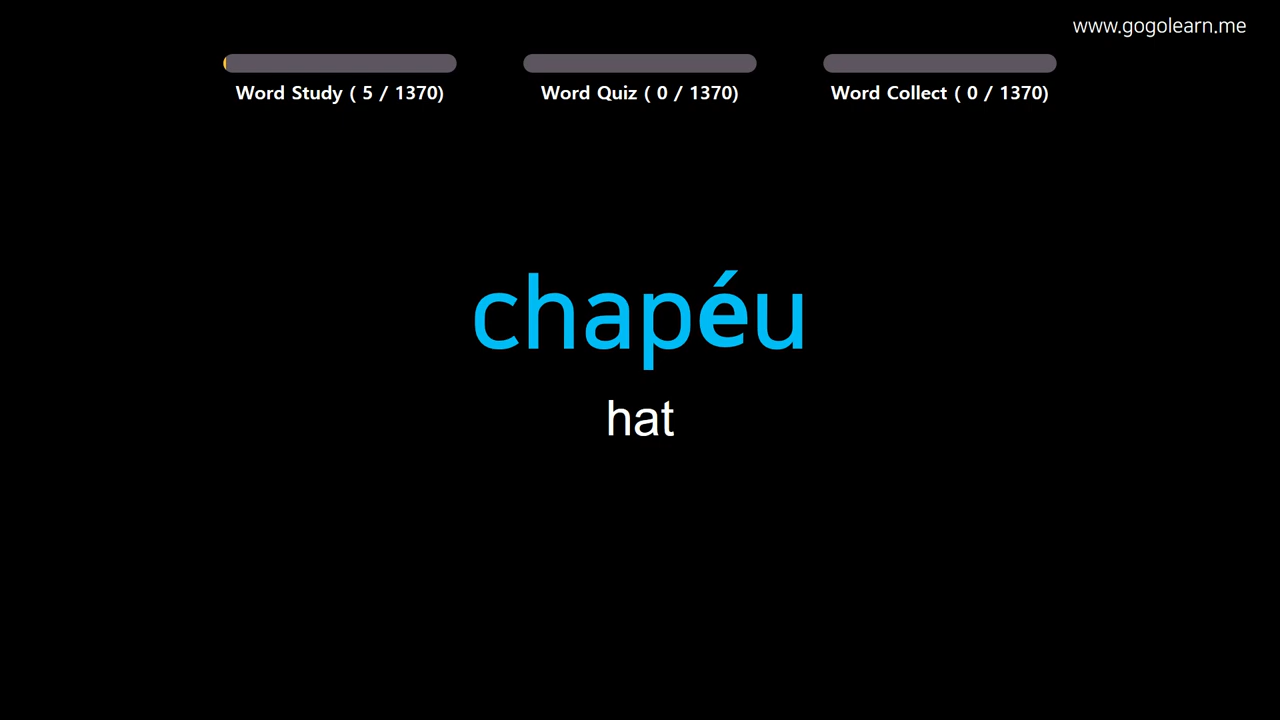 www.gogolearn.me
Word Study ( 5 / 1370)
Word Quiz ( 0 / 1370)
Word Collect ( 0 / 1370)
chapéu
hat